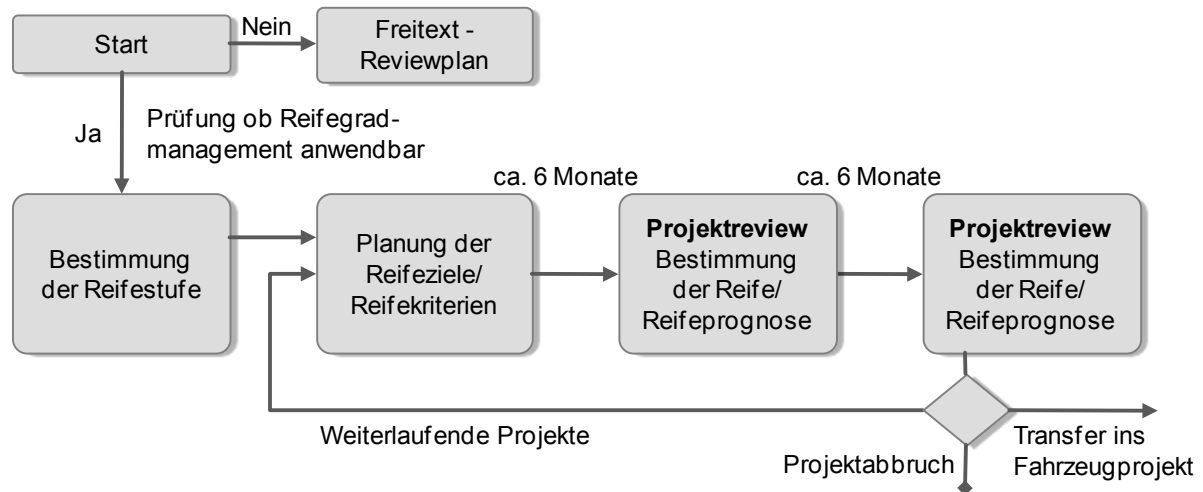 Start
Nein
Freitext -
Reviewplan
Ja
Prüfung ob Reifegrad-
management anwendbar
ca. 6 Monate
ca. 6 Monate
Bestimmung
der Reifestufe
Planung der
Reifeziele/
Reifekriterien
Projektreview
Bestimmung
der Reife/
Reifeprognose
Projektreview
Bestimmung
der Reife/
Reifeprognose
Weiterlaufende Projekte
Projektabbruch
Transfer ins
Fahrzeugprojekt